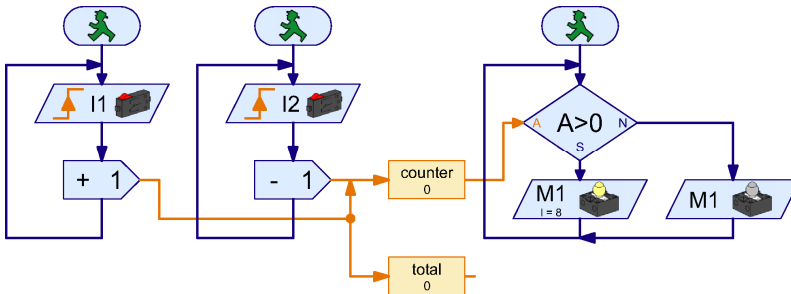 I1
+ 1
I2
- 1
counter
0
total
0
A>0
A
N
S
M1
I = 8
M1